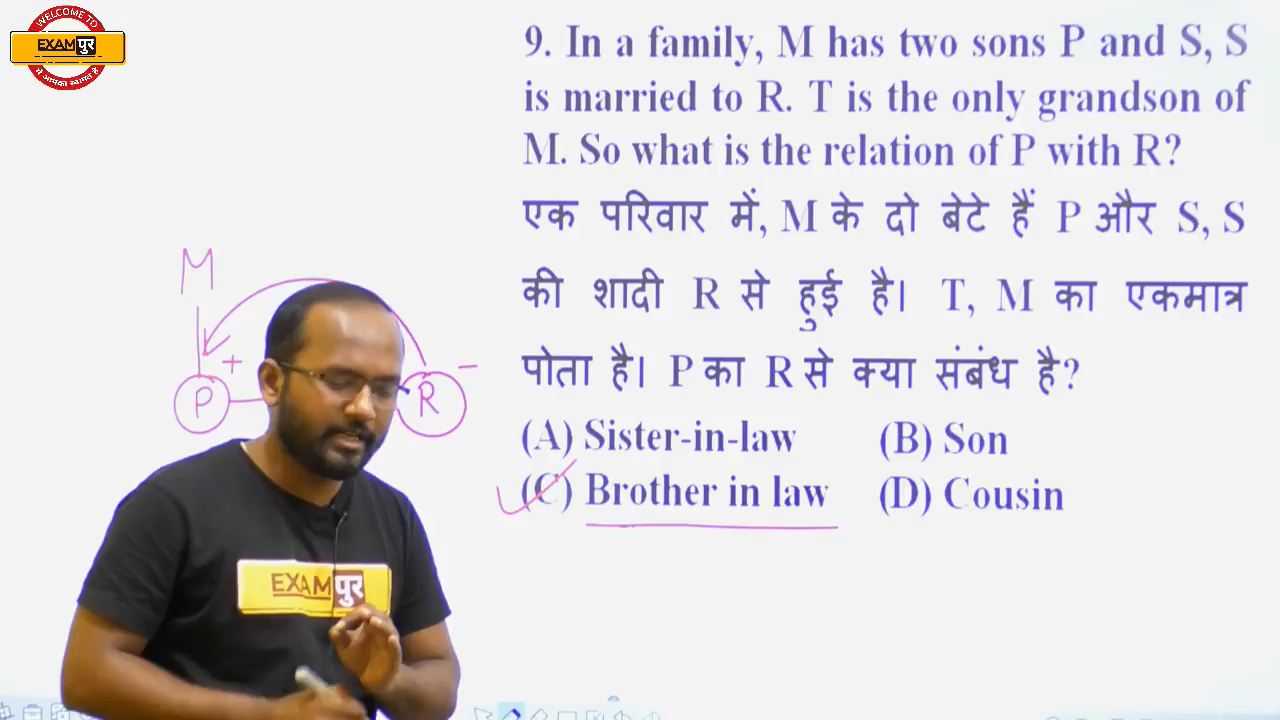 WELCOME TO
EXAMपुर
में आपका स्वागत है
9. In a family, M has two sons P and S, S
is married to R. T is the only grandson of
M. So what is the relation of P with R?
एक परिवार में, M के दो बेटे हैं P और S, S
की शादी R से हुई है। T, M का एकमात्र
पोता है। P का R से क्या संबंध है?
(A) Sister-in-law (B) Son
(C) Brother in law (D) Cousin
M
+
−
P
R
EXAMपुर